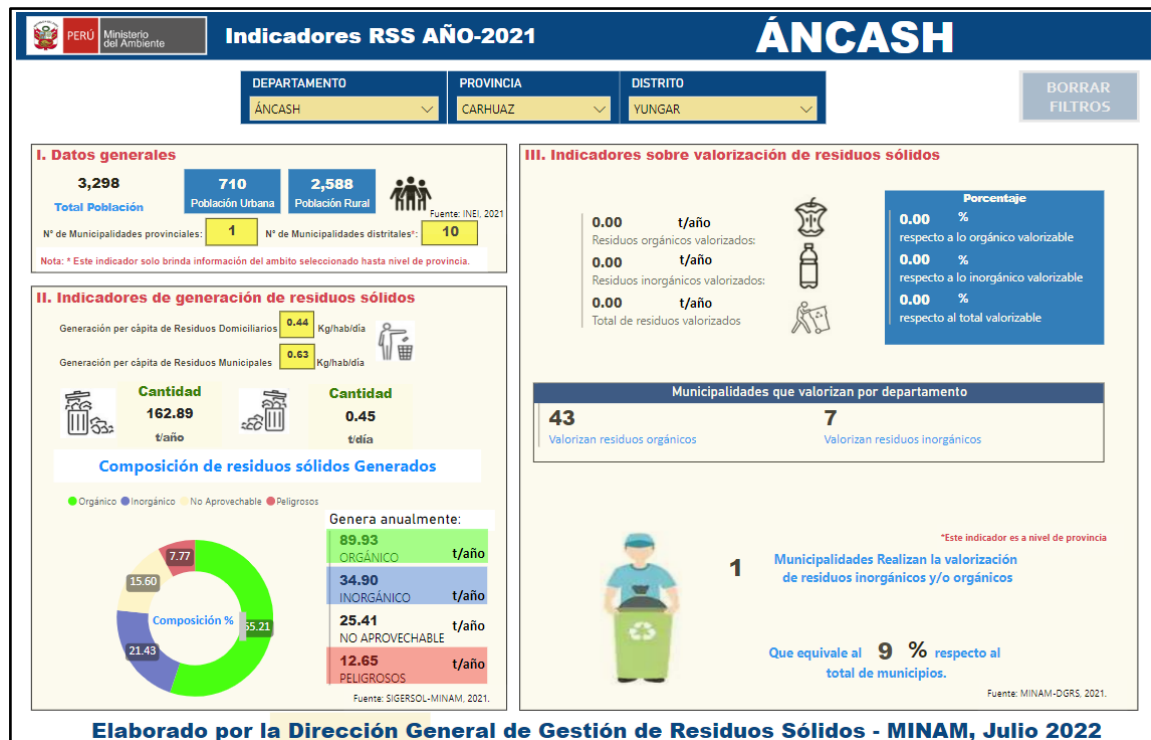 PERÚ
Ministerio
del Ambiente
Indicadores RSS AÑO-2021
ÁNCASH
DEPARTAMENTO
PROVINCIA
DISTRITO
ÁNCASH
CARHUAZ
YUNGAR
BORRAR
FILTROS
I. Datos generales
3,298
Total Población
710
Población Urbana
2,588
Población Rural
Fuente: INEI, 2021
N° de Municipalidades provinciales:
1
N° de Municipalidades distritales*:
10
Nota: * Este indicador solo brinda información del ambito seleccionado hasta nivel de provincia.
II. Indicadores de generación de residuos sólidos
Generación per càpita de Residuos Domiciliarios
0.44
Kg/hab/día
Generación per càpita de Residuos Municipales
0.63
Kg/hab/día
Cantidad
162.89
t/año
Cantidad
0.45
t/día
Composición de residuos sólidos Generados
Orgánico Inorgánico No Aprovechable Peligrosos
7.77
15.60
21.43
55.21
Composición %
Genera anualmente:
89.93
ORGÁNICO
t/año
34.90
INORGÁNICO
t/año
25.41
NO APROVECHABLE
t/año
12.65
PELIGROSOS
t/año
Fuente: SIGERSOL-MINAM, 2021.
III. Indicadores sobre valorización de residuos sólidos
0.00 t/año
Residuos orgánicos valorizados:
0.00 t/año
Residuos inorgánicos valorizados:
0.00 t/año
Total de residuos valorizados
Porcentaje
0.00 %
respecto a lo orgánico valorizable
0.00 %
respecto a lo inorgánico valorizable
0.00 %
respecto al total valorizable
Municipalidades que valorizan por departamento
43
Valorizan residuos orgánicos
7
Valorizan residuos inorgánicos
*Este indicador es a nivel de provincia
1
Municipalidades Realizan la valorización
de residuos inorgánicos y/o orgánicos
Que equivale al 9 % respecto al
total de municipios.
Fuente: MINAM-DGRS, 2021.
Elaborado por la Dirección General de Gestión de Residuos Sólidos - MINAM, Julio 2022